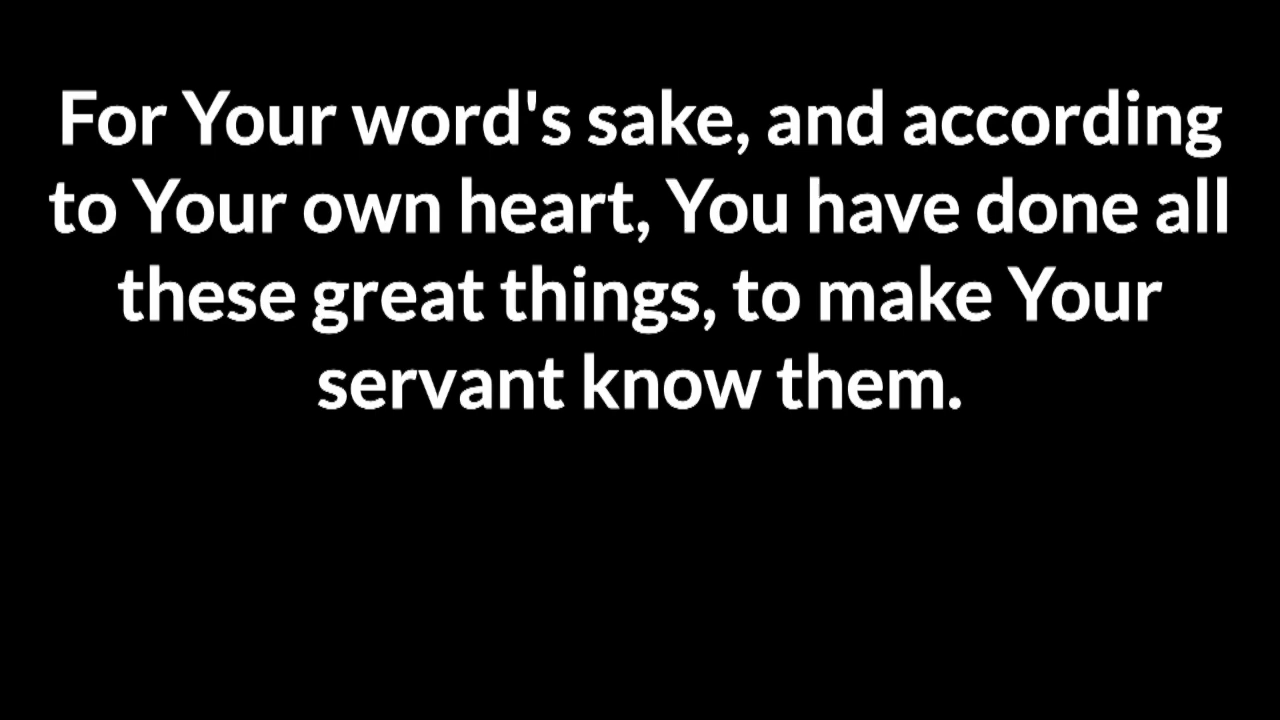 For Your word's sake, and according
to Your own heart, You have done all
these great things, to make Your
servant know them.